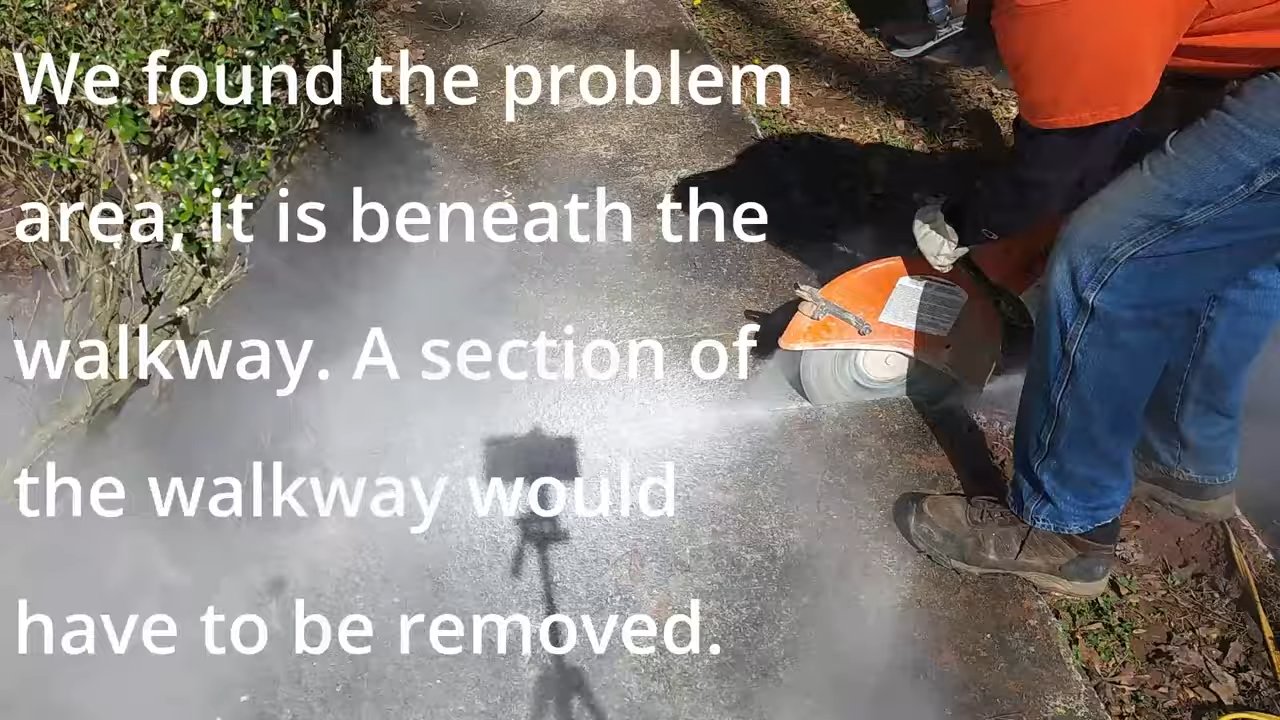 We found the problem
area, it is beneath the
walkway. A section of
the walkway would
have to be removed.